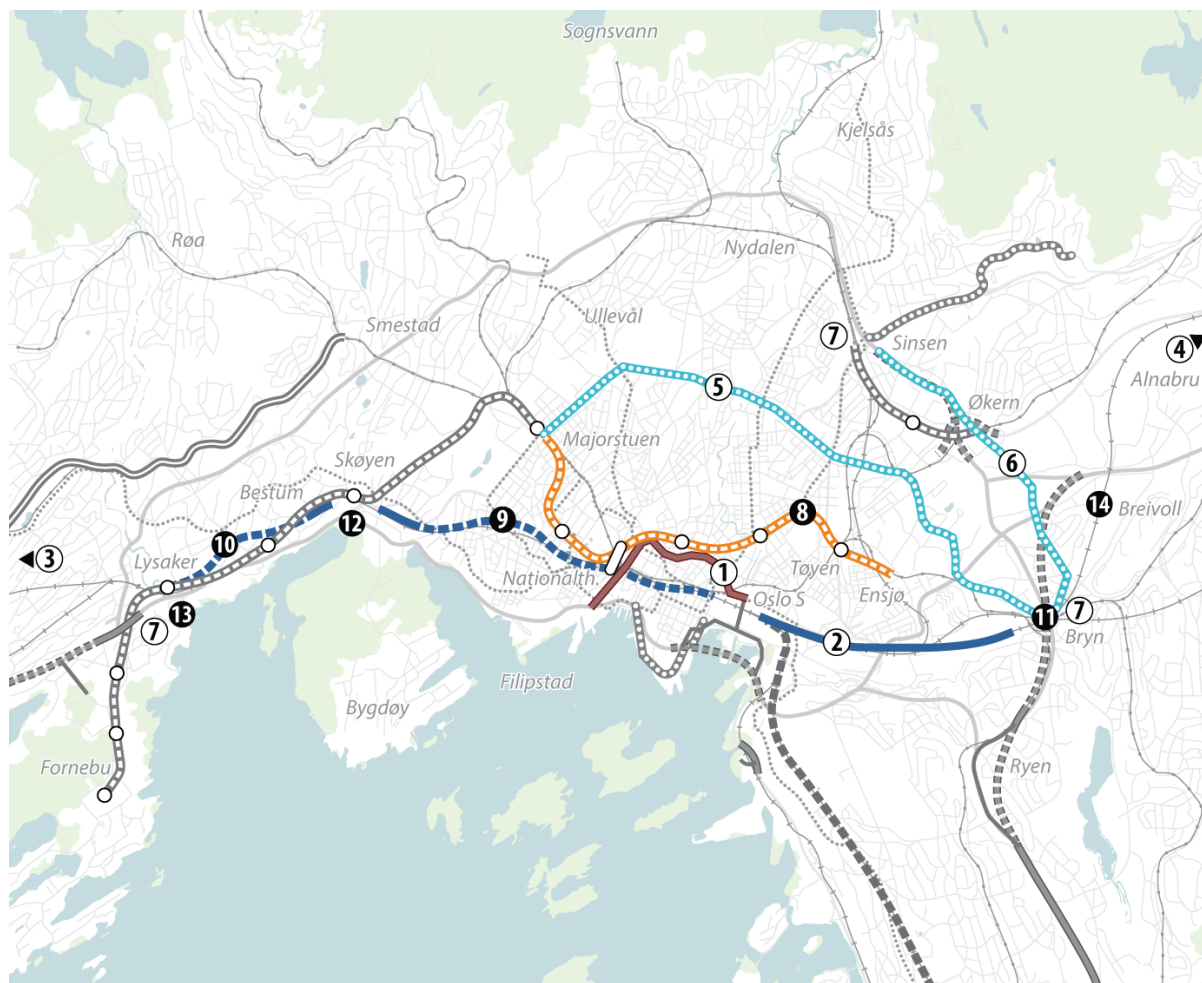 Sognsvann
Kjelsås
Røa
Nydalen
Ullevål
Smestad
7
Sinsen
4
Alnabru
5
Økern
Majorstuen
Skøyen
6
Bestum
9
8
14
Breivoll
12
10
3
Lysaker
Nationalth.
1
Tøyen
Ensjø
Oslo S
13
7
11
7
Bryn
2
Filipstad
Bygdøy
Fornebu
Ryen